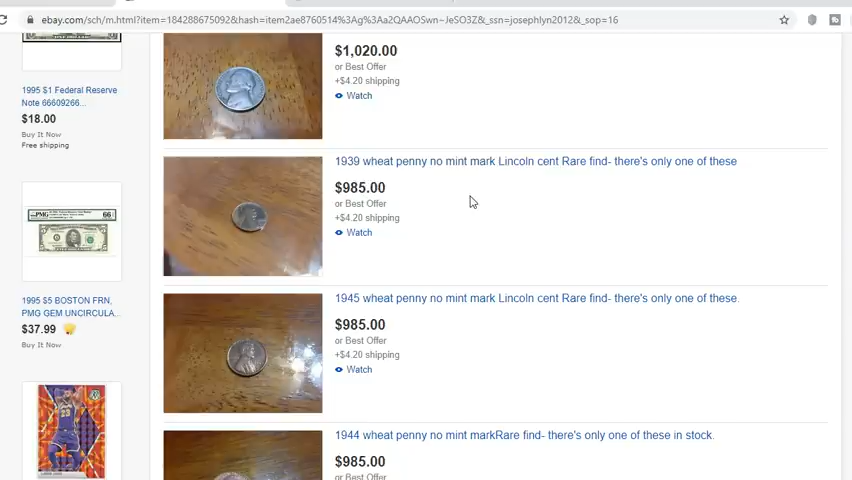 ebay.com/sch/m.html?item=184288675092&hash=item2ae8760514%3Ag%3Aa2QAAOSwn~JeSO3Z&_ssn=josephlyn2012&_sop=16
1995 $1 Federal Reserve
Note 66609266...
$18.00
Buy It Now
Free shipping
PMG
66
1995 $5 BOSTON FRN,
PMG GEM UNCIRCULA...
$37.99
Buy It Now
$1,020.00
or Best Offer
+$4.20 shipping
Watch
1939 wheat penny no mint mark Lincoln cent Rare find- there's only one of these
$985.00
or Best Offer
+$4.20 shipping
Watch
1945 wheat penny no mint mark Lincoln cent Rare find- there's only one of these.
$985.00
or Best Offer
+$4.20 shipping
Watch
1944 wheat penny no mint markRare find- there's only one of these in stock.
$985.00
or Best Offer